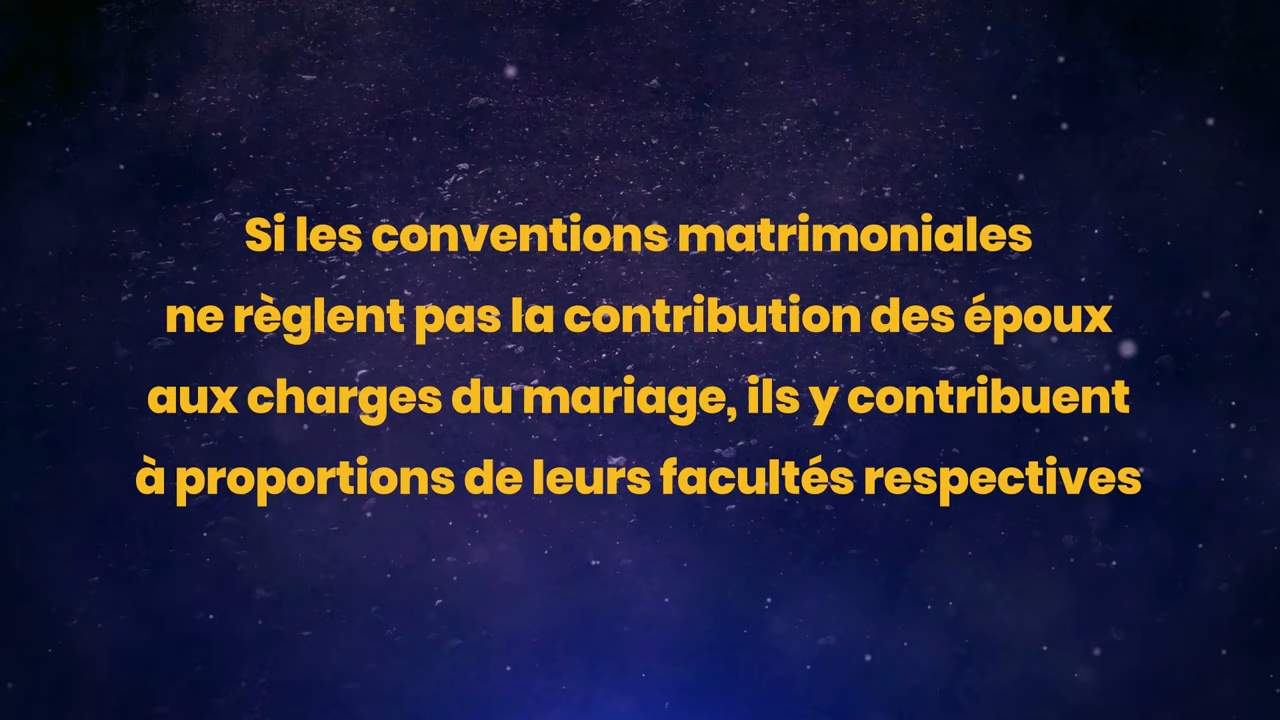 Si les conventions matrimoniales
ne règlent pas la contribution des époux
aux charges du mariage, ils y contribuent
à proportions de leurs facultés respectives